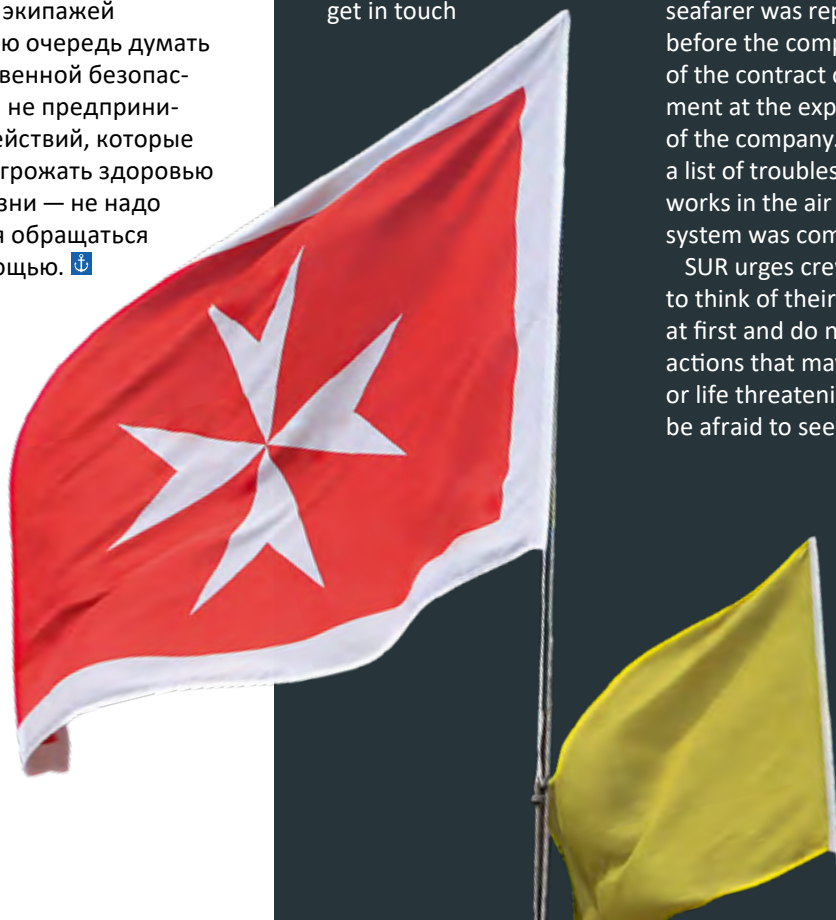 экипажей
ю очередь думать
венной безопас-
не предприни-
ействий, которые
грожать здоровью
зни — не надо
я обращаться
ощью.
get in touch
seafarer was rep
before the comp
of the contract
ment at the exp
of the company.
a list of troubles
works in the air
system was com
SUR urges crew
to think of their
at first and do n
actions that may
or life threateni
be afraid to see